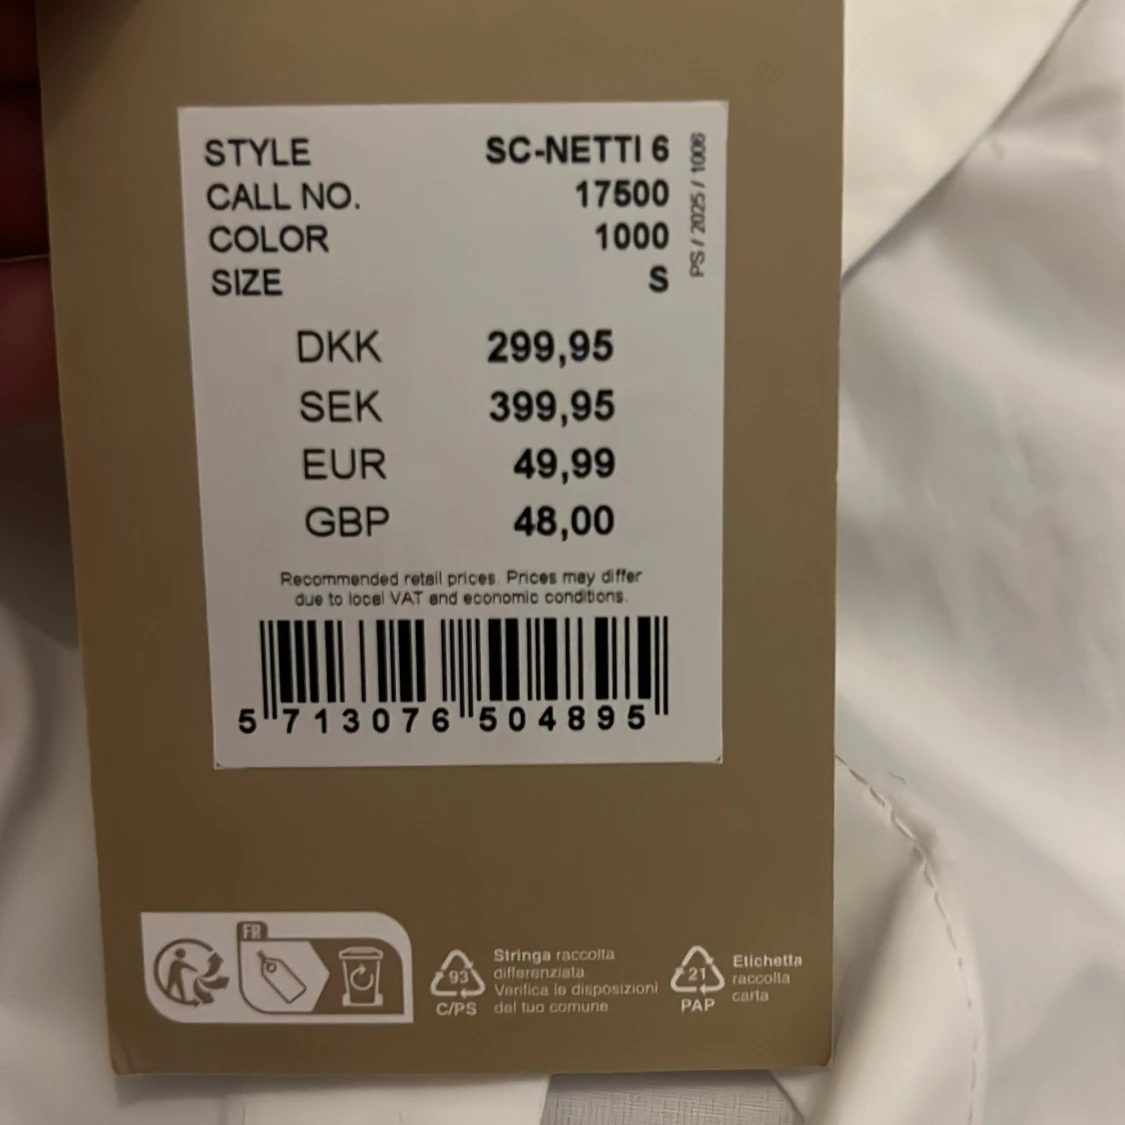 STYLE SC-NETTI 6
CALL NO. 17500
COLOR 1000
SIZE S
PS / 2025 / 1006
DKK 299,95
SEK 399,95
EUR 49,99
GBP 48,00
Recommended retail prices. Prices may differ
due to local VAT and economic conditions.
5 713076 504895
FR
93
C/PS
Stringa raccolta
differenziata
Verifica le disposizioni
del tuo comune
21
PAP
Etichetta
raccolta
carta